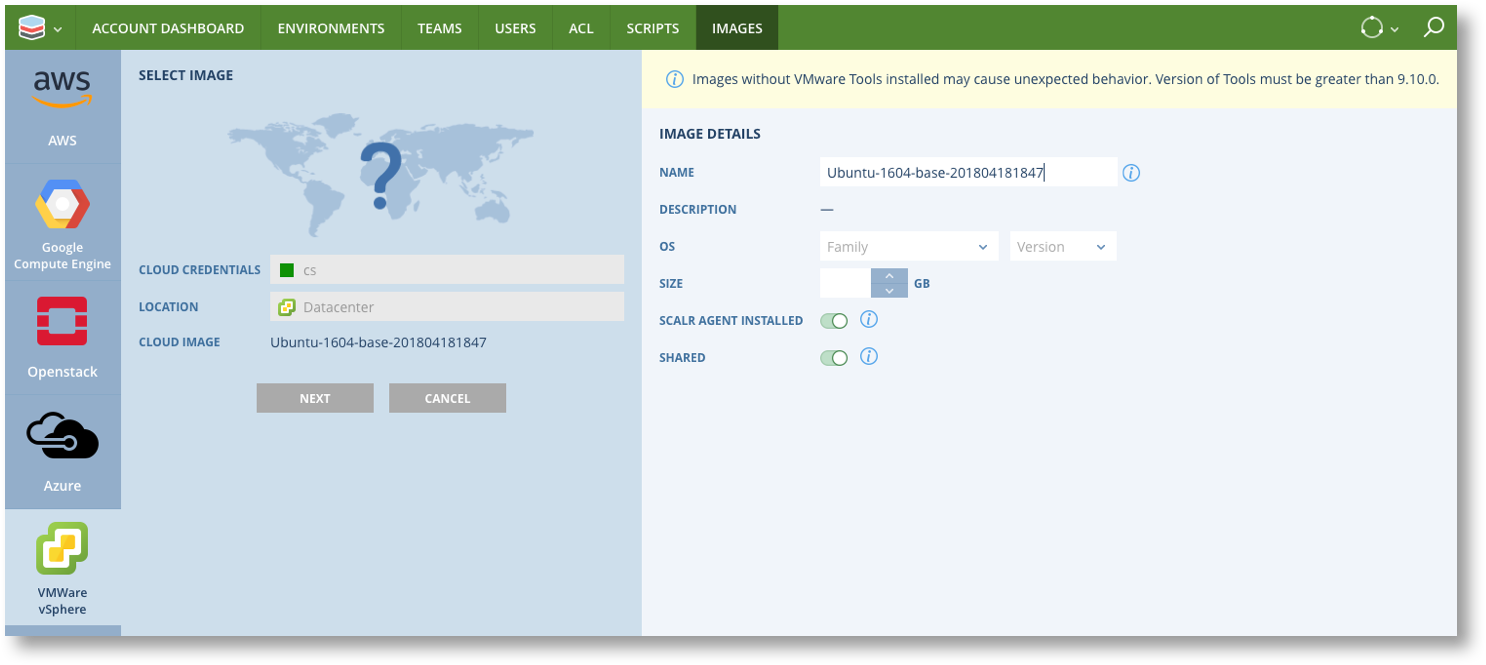 ACCOUNT DASHBOARD ENVIRONMENTS TEAMS USERS ACL SCRIPTS IMAGES
aws
AWS
Google
Compute Engine
Openstack
Azure
VMWare
vSphere
SELECT IMAGE
?
CLOUD CREDENTIALS cs
LOCATION Datacenter
CLOUD IMAGE Ubuntu-1604-base-201804181847
NEXT CANCEL
i Images without VMware Tools installed may cause unexpected behavior. Version of Tools must be greater than 9.10.0.
IMAGE DETAILS
NAME Ubuntu-1604-base-201804181847 i
DESCRIPTION —
OS Family Version
SIZE GB
SCALR AGENT INSTALLED i
SHARED i